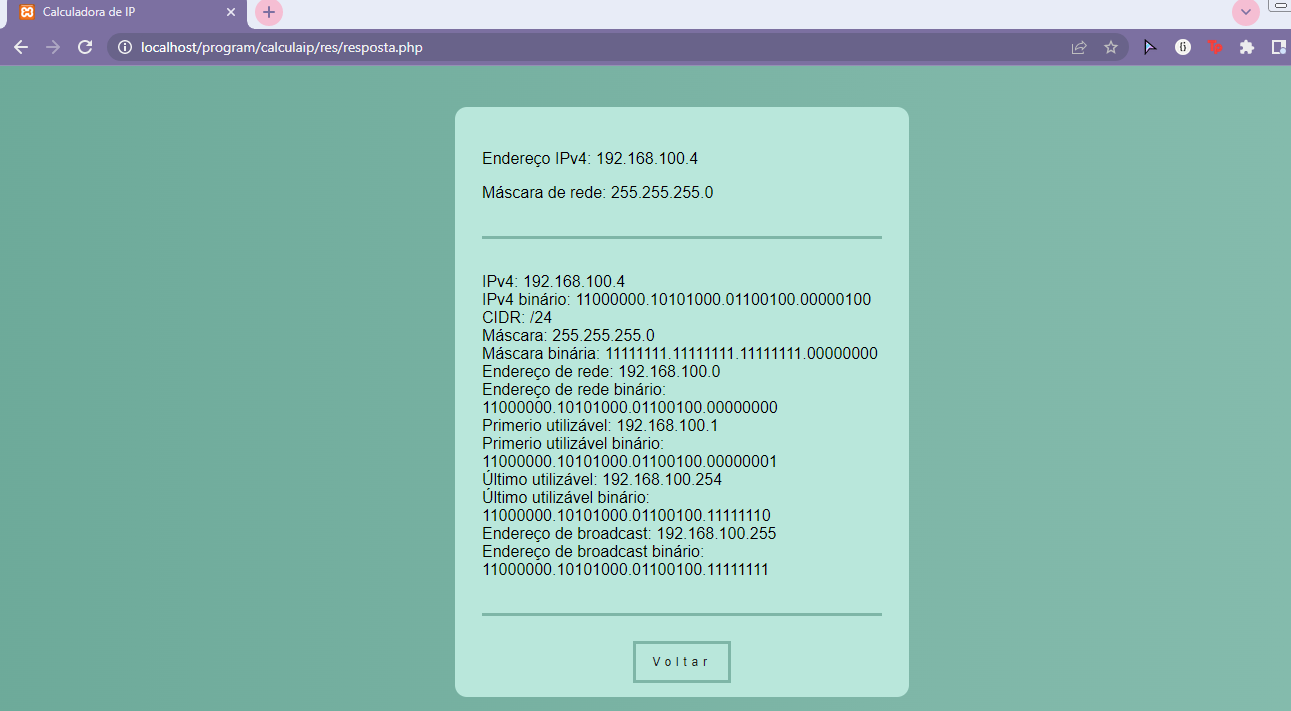 Calculadora de IP
localhost/program/calculaip/res/resposta.php
Endereço IPv4: 192.168.100.4
Máscara de rede: 255.255.255.0
IPv4: 192.168.100.4
IPv4 binário: 11000000.10101000.01100100.00000100
CIDR: /24
Máscara: 255.255.255.0
Máscara binária: 11111111.11111111.11111111.00000000
Endereço de rede: 192.168.100.0
Endereço de rede binário:
11000000.10101000.01100100.00000000
Primerio utilizável: 192.168.100.1
Primerio utilizável binário:
11000000.10101000.01100100.00000001
Último utilizável: 192.168.100.254
Último utilizável binário:
11000000.10101000.01100100.11111110
Endereço de broadcast: 192.168.100.255
Endereço de broadcast binário:
11000000.10101000.01100100.11111111
Voltar